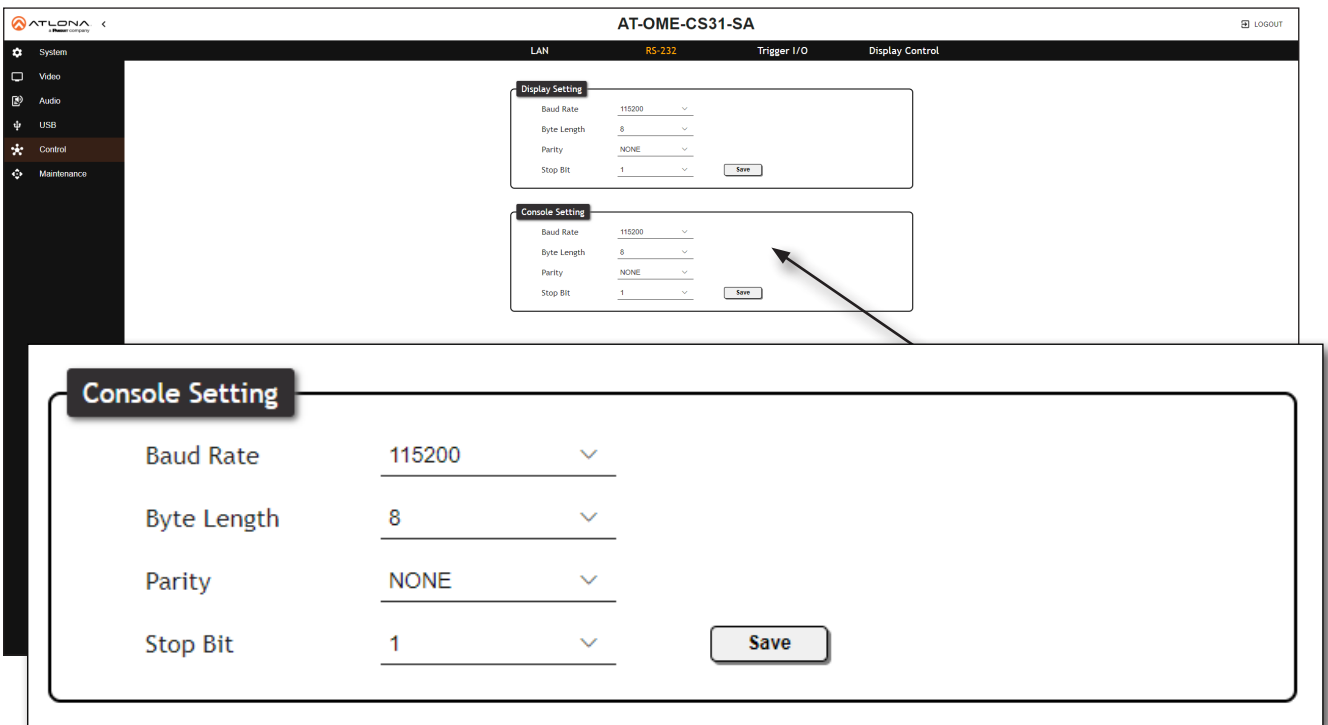 ATLONA
AT-OME-CS31-SA
LOGOUT
System
Video
Audio
USB
Control
Maintenance
LAN RS-232 Trigger I/O Display Control
Display Setting
Baud Rate 115200
Byte Length 8
Parity NONE
Stop Bit 1 Save
Console Setting
Baud Rate 115200
Byte Length 8
Parity NONE
Stop Bit 1 Save
Console Setting
Baud Rate 115200
Byte Length 8
Parity NONE
Stop Bit 1 Save